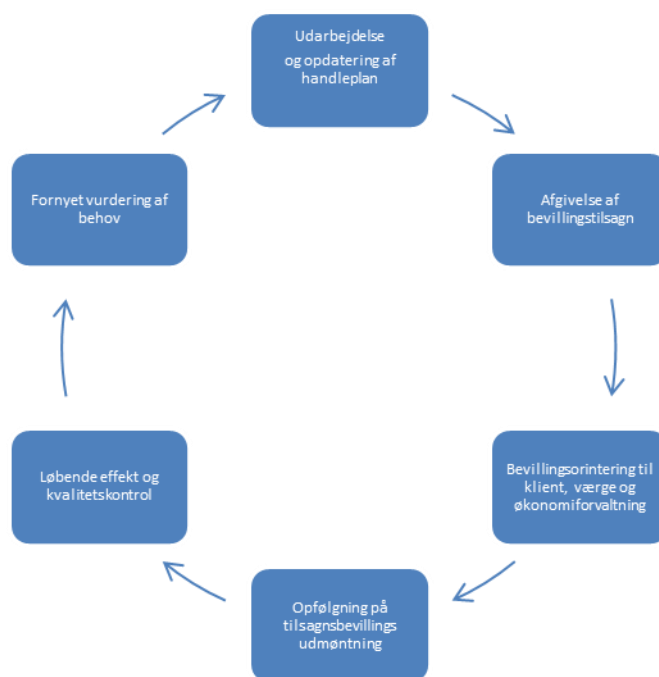 Udarbejdelse
og opdatering af
handleplan
Afgivelse af
bevillingstilsagn
Bevillingsorintering til
klient, værge og
økonomiforvaltning
Opfølgning på
tilsagnsbevillings
udmøntning
Løbende effekt og
kvalitetskontrol
Fornyet vurdering af
behov